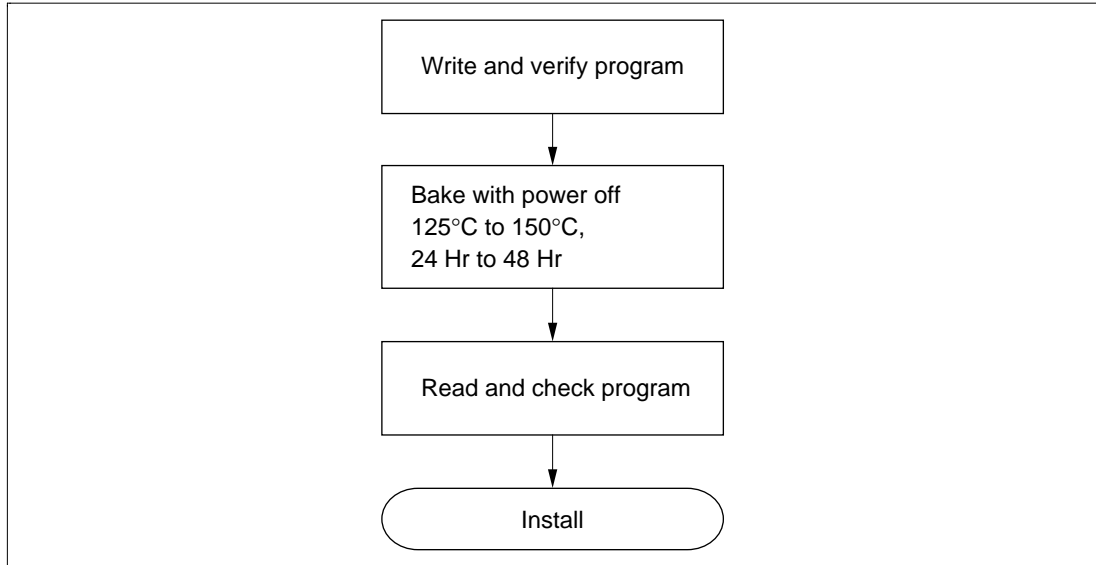 Write and verify program
Bake with power off
125°C to 150°C,
24 Hr to 48 Hr
Read and check program
Install